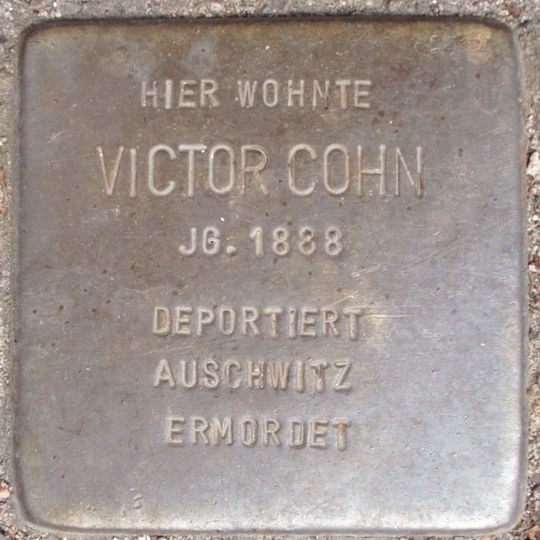 HIER WOHNTE
VICTOR COHN
JG. 1888
DEPORTIERT
AUSCHWITZ
ERMORDET